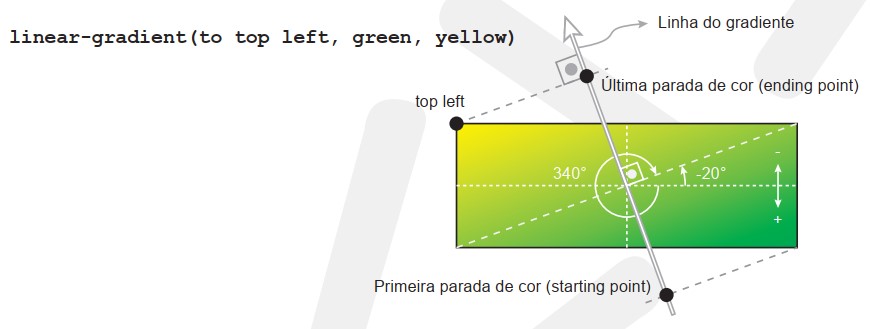 Linha do gradiente
linear-gradient(to top left, green, yellow)
Última parada de cor (ending point)
top left
340°
-20°
-
+
Primeira parada de cor (starting point)